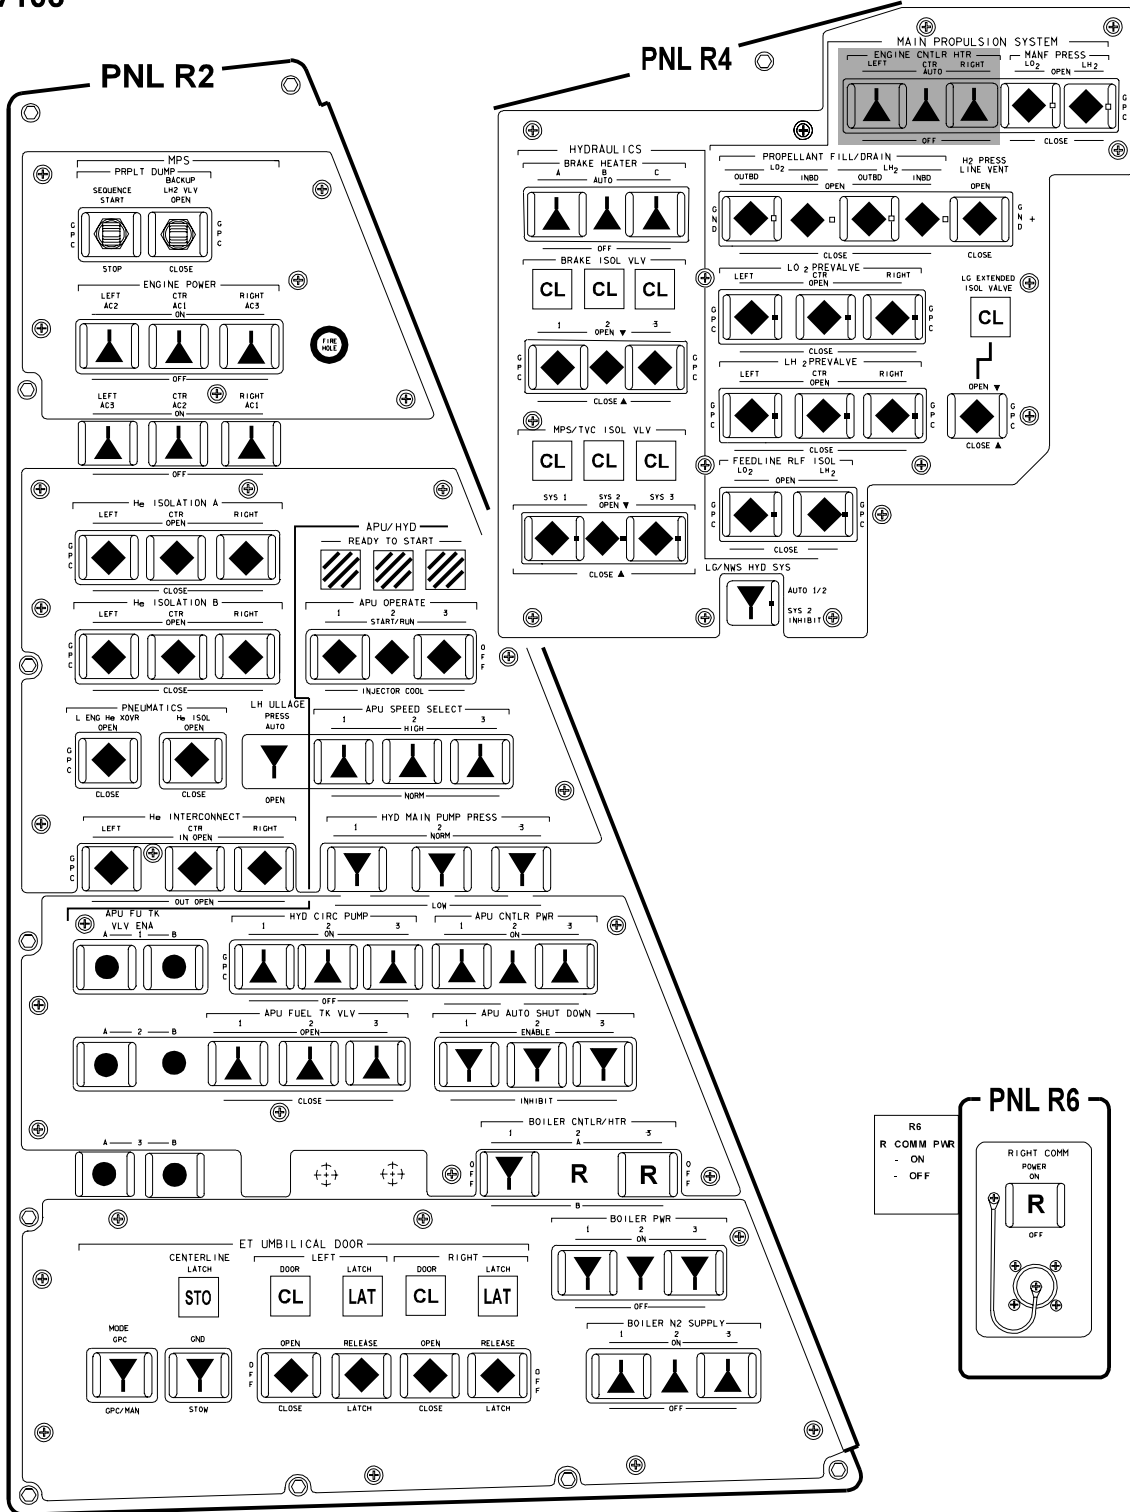 PNL R2
MPS
PRPLT DUMP
SEQUENCE START
BACKUP LH2 VLV OPEN
GPC
GPC
STOP
CLOSE
ENGINE POWER
LEFT CTR RIGHT
AC2 AC1 AC3
ON
OFF
FIRE HOLE
LEFT CTR RIGHT
AC3 AC2 AC1
ON
OFF
He ISOLATION A
LEFT CTR RIGHT
OPEN
GPC
CLOSE
He ISOLATION B
LEFT CTR RIGHT
OPEN
GPC
CLOSE
APU/HYD
READY TO START
APU OPERATE
1 2 3
START/RUN
OFF
INJECTOR COOL
PNEUMATICS
L ENG He XOVR
He ISOL
OPEN OPEN
GPC
CLOSE CLOSE
LH ULLAGE
PRESS
AUTO
OPEN
APU SPEED SELECT
1 2 3
HIGH
NORM
He INTERCONNECT
LEFT CTR RIGHT
IN OPEN
GPC
OUT OPEN
HYD MAIN PUMP PRESS
1 2 3
NORM
LOW
APU FU TK
VLV ENA
A 1 B
A 2 B
A 3 B
HYD CIRC PUMP
1 2 3
ON
GPC
OFF
APU CNTLR PWR
1 2 3
ON
APU FUEL TK VLV
1 2 3
OPEN
CLOSE
APU AUTO SHUT DOWN
1 2 3
ENABLE
INHIBIT
BOILER CNTLR/HTR
1 2 3
A
OFF
R R
OFF
B
ET UMBILICAL DOOR
CENTERLINE
LATCH
STO
LEFT
DOOR LATCH
CL LAT
RIGHT
DOOR LATCH
CL LAT
MODE
GPC
GPC/MAN
GND
STOW
OPEN RELEASE OPEN RELEASE
OFF
OFF
CLOSE LATCH CLOSE LATCH
BOILER PWR
1 2 3
ON
OFF
BOILER N2 SUPPLY
1 2 3
ON
OFF
PNL R4
HYDRAULICS
BRAKE HEATER
A B C
AUTO
OFF
BRAKE ISOL VLV
CL CL CL
1 2 3
OPEN ▼
GPC
GPC
CLOSE ▲
MPS/TVC ISOL VLV
CL CL CL
SYS 1 SYS 2 SYS 3
OPEN ▼
CLOSE ▲
MAIN PROPULSION SYSTEM
ENGINE CNTLR HTR
LEFT CTR RIGHT
AUTO
OFF
MANF PRESS
LO2 LH2
OPEN
GPC
CLOSE
PROPELLANT FILL/DRAIN
LO2 LH2
OUTBD INBD OUTBD INBD
OPEN
GND
GND
CLOSE
H2 PRESS
LINE VENT
OPEN
+
CLOSE
LO2 PREVALVE
LEFT CTR RIGHT
OPEN
GPC
GPC
CLOSE
LG EXTENDED
ISOL VALVE
CL
OPEN ▼
GPC
CLOSE ▲
LH2 PREVALVE
LEFT CTR RIGHT
OPEN
GPC
GPC
CLOSE
FEEDLINE RLF ISOL
LO2 LH2
OPEN
GPC
GPC
CLOSE
LG/NWS HYD SYS
AUTO 1/2
SYS 2
INHIBIT
R6
R COMM PWR
- ON
- OFF
PNL R6
RIGHT COMM
POWER
ON
R
OFF